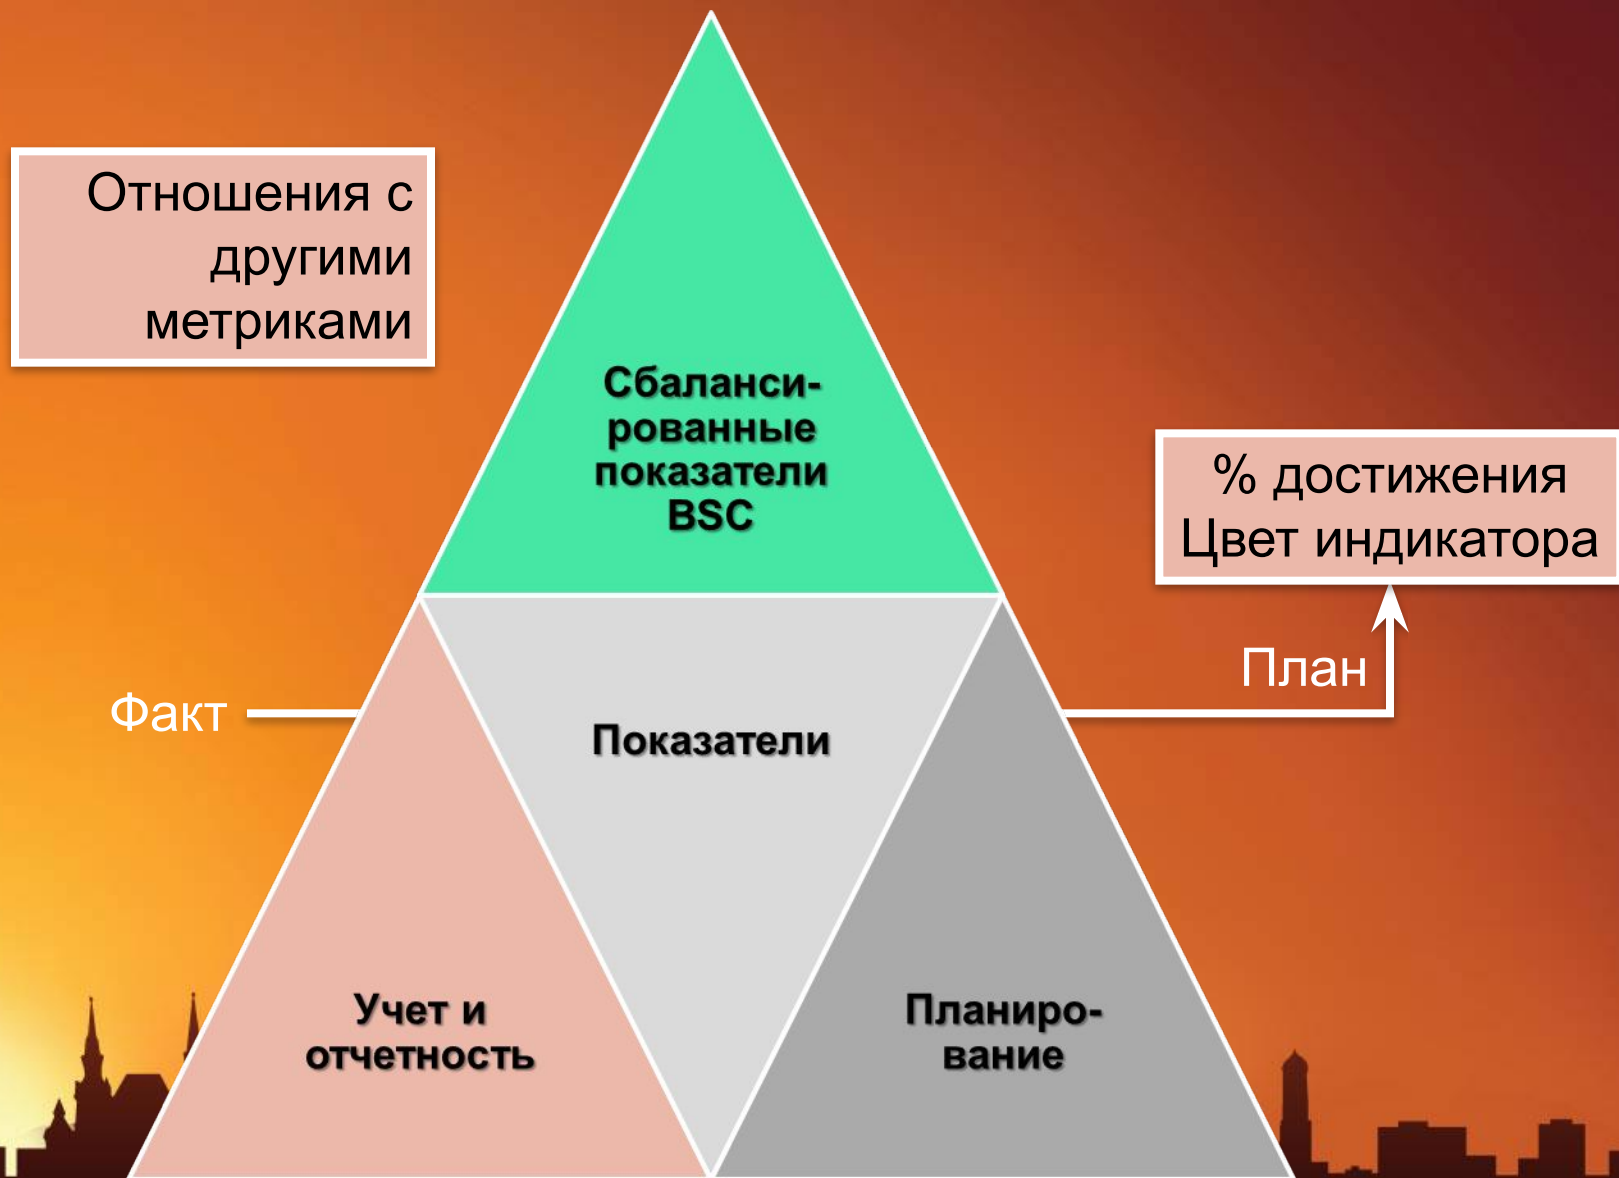 Отношения с
другими
метриками
Сбаланси-
рованные
показатели
BSC
% достижения
Цвет индикатора
План
Факт
Показатели
Учет и
отчетность
Планиро-
вание